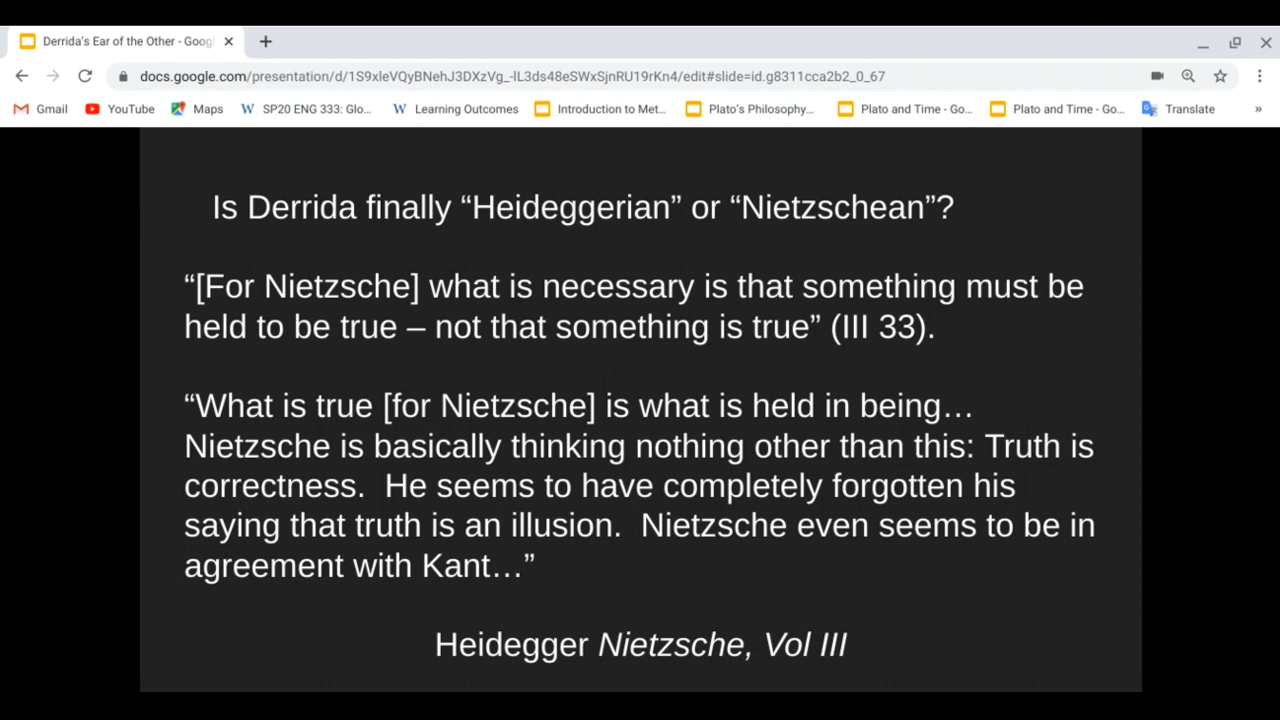 Derrida's Ear of the Other - Goog
docs.google.com/presentation/d/1S9xleVQyBNehJ3DXzVg_-lL3ds48eSWxSjnRU19rKn4/edit#slide=id.g8311cca2b2_0_67
Gmail YouTube Maps SP20 ENG 333: Glo... Learning Outcomes Introduction to Met... Plato's Philosophy... Plato and Time - Go... Plato and Time - Go... Translate »
Is Derrida finally “Heideggerian” or “Nietzschean”?
“[For Nietzsche] what is necessary is that something must be
held to be true – not that something is true” (III 33).
“What is true [for Nietzsche] is what is held in being…
Nietzsche is basically thinking nothing other than this: Truth is
correctness.  He seems to have completely forgotten his
saying that truth is an illusion.  Nietzsche even seems to be in
agreement with Kant…”
Heidegger Nietzsche, Vol III